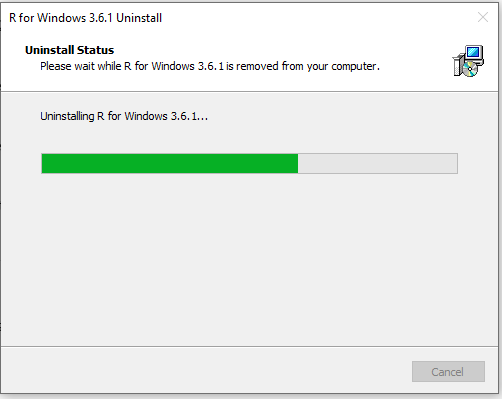 R for Windows 3.6.1 Uninstall
Uninstall Status
Please wait while R for Windows 3.6.1 is removed from your computer.
Uninstalling R for Windows 3.6.1...
Cancel